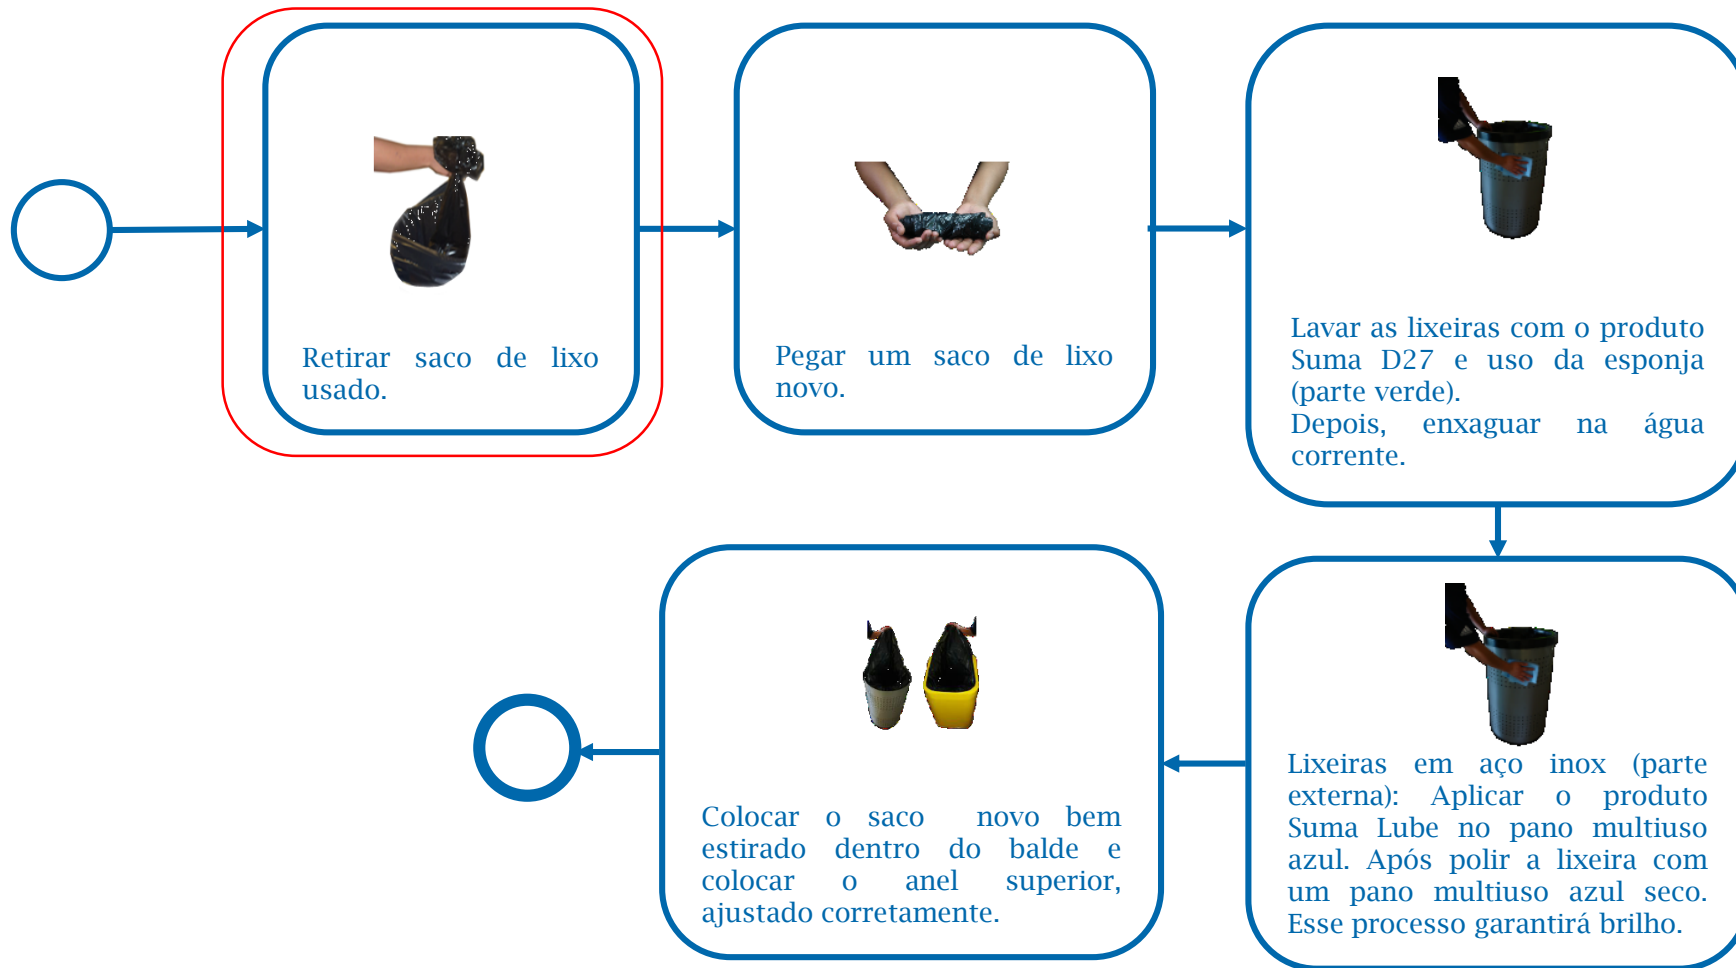 Retirar saco de lixo
usado.
Pegar um saco de lixo
novo.
Lavar as lixeiras com o produto
Suma D27 e uso da esponja
(parte verde).
Depois, enxaguar na água
corrente.
Lixeiras em aço inox (parte
externa): Aplicar o produto
Suma Lube no pano multiuso
azul. Após polir a lixeira com
um pano multiuso azul seco.
Esse processo garantirá brilho.
Colocar o saco novo bem
estirado dentro do balde e
colocar o anel superior,
ajustado corretamente.